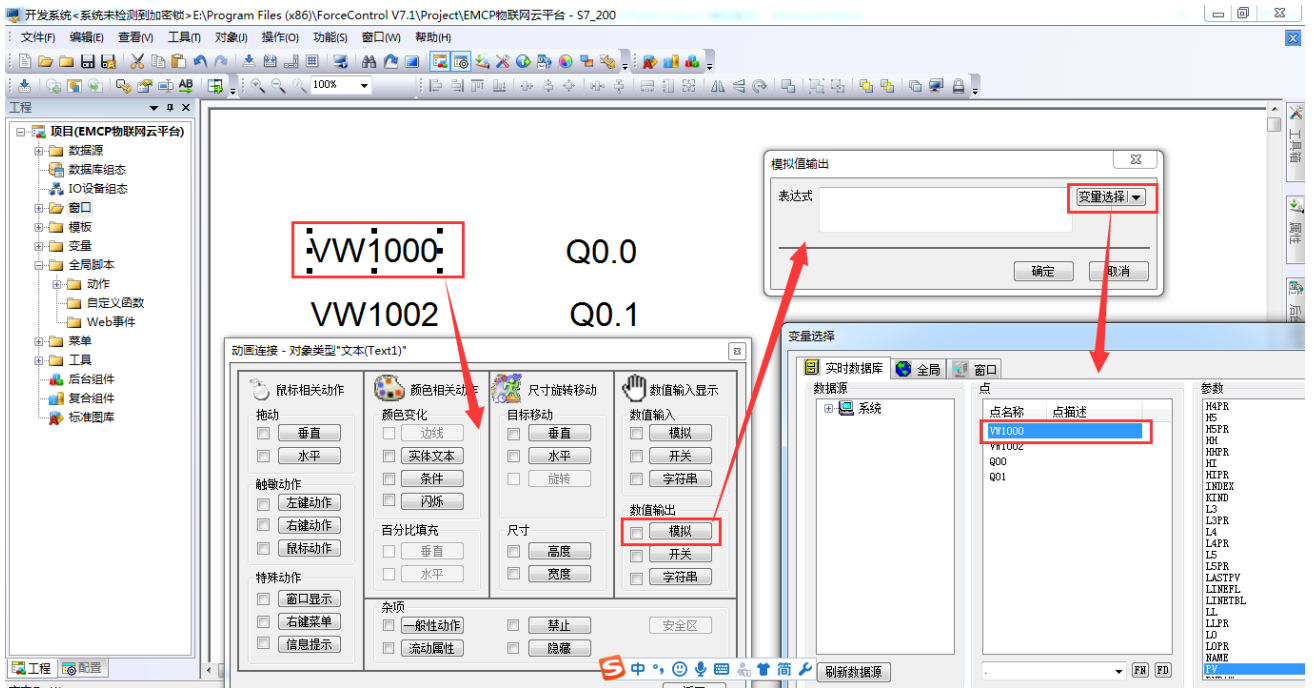 开发系统<系统未检测到加密锁>E:\Program Files (x86)\ForceControl V7.1\Project\EMCP物联网云平台 - S7_200
文件(F) 编辑(E) 查看(V) 工具(T) 对象(J) 操作(O) 功能(S) 窗口(W) 帮助(H)
100%
工程
项目(EMCP物联网云平台)
数据源
数据库组态
IO设备组态
窗口
模板
变量
全局脚本
动作
自定义函数
Web事件
菜单
工具
后台组件
复合组件
标准图库
工程 配置
VW1000 Q0.0
VW1002 Q0.1
模拟值输出
表达式
变量选择
确定 取消
工具箱
属性
动画连接 - 对象类型"文本(Text1)"
鼠标相关动作
拖动
垂直
水平
触敏动作
左键动作
右键动作
鼠标动作
特殊动作
窗口显示
右键菜单
信息提示
颜色相关动作
颜色变化
边线
实体文本
条件
闪烁
百分比填充
垂直
水平
尺寸旋转移动
目标移动
垂直
水平
旋转
尺寸
高度
宽度
数值输入显示
数值输入
模拟
开关
字符串
数值输出
模拟
开关
字符串
杂项
一般性动作 禁止 安全区
流动属性 隐藏
变量选择
实时数据库 全局 窗口
数据源
系统
点
点名称 点描述
VW1000
VW1002
Q00
Q01
参数
H4PR
H5
H5PR
HH
HHPR
HI
HIPR
INDEX
KIND
L3
L3PR
L4
L4PR
L5
L5PR
LASTPV
LINEFL
LINETBL
LL
LLPR
LO
LOPR
NAME
PV
刷新数据源
FN FD
中 简